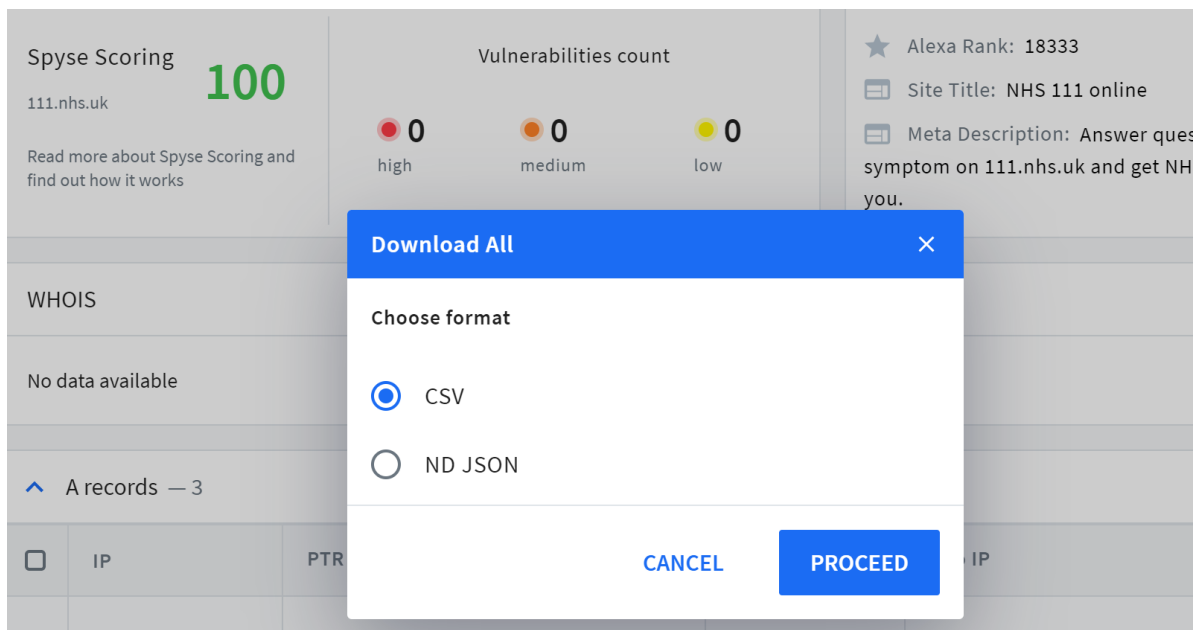 Spyse Scoring
100
111.nhs.uk
Read more about Spyse Scoring and
find out how it works
Vulnerabilities count
0
high
0
medium
0
low
Alexa Rank: 18333
Site Title: NHS 111 online
Meta Description: Answer
symptom on 111.nhs.uk and get NH
you.
WHOIS
No data available
A records — 3
IP
PTR
IP
Download All
Choose format
CSV
ND JSON
CANCEL
PROCEED